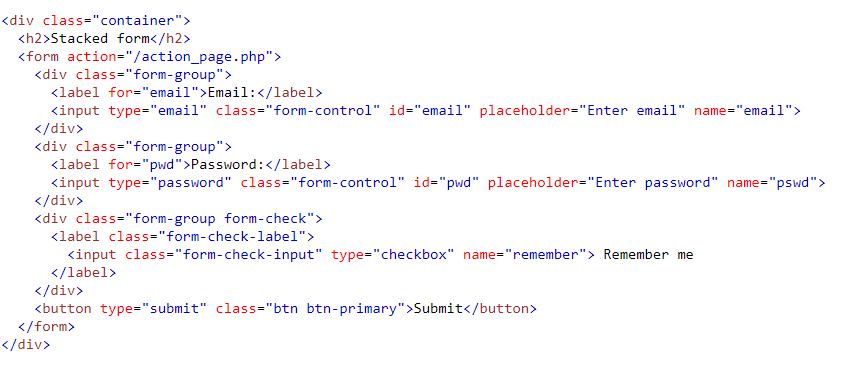 <div class="container">
  <h2>Stacked form</h2>
  <form action="/action_page.php">
    <div class="form-group">
      <label for="email">Email:</label>
      <input type="email" class="form-control" id="email" placeholder="Enter email" name="email">
    </div>
    <div class="form-group">
      <label for="pwd">Password:</label>
      <input type="password" class="form-control" id="pwd" placeholder="Enter password" name="pswd">
    </div>
    <div class="form-group form-check">
      <label class="form-check-label">
        <input class="form-check-input" type="checkbox" name="remember"> Remember me
      </label>
    </div>
    <button type="submit" class="btn btn-primary">Submit</button>
  </form>
</div>